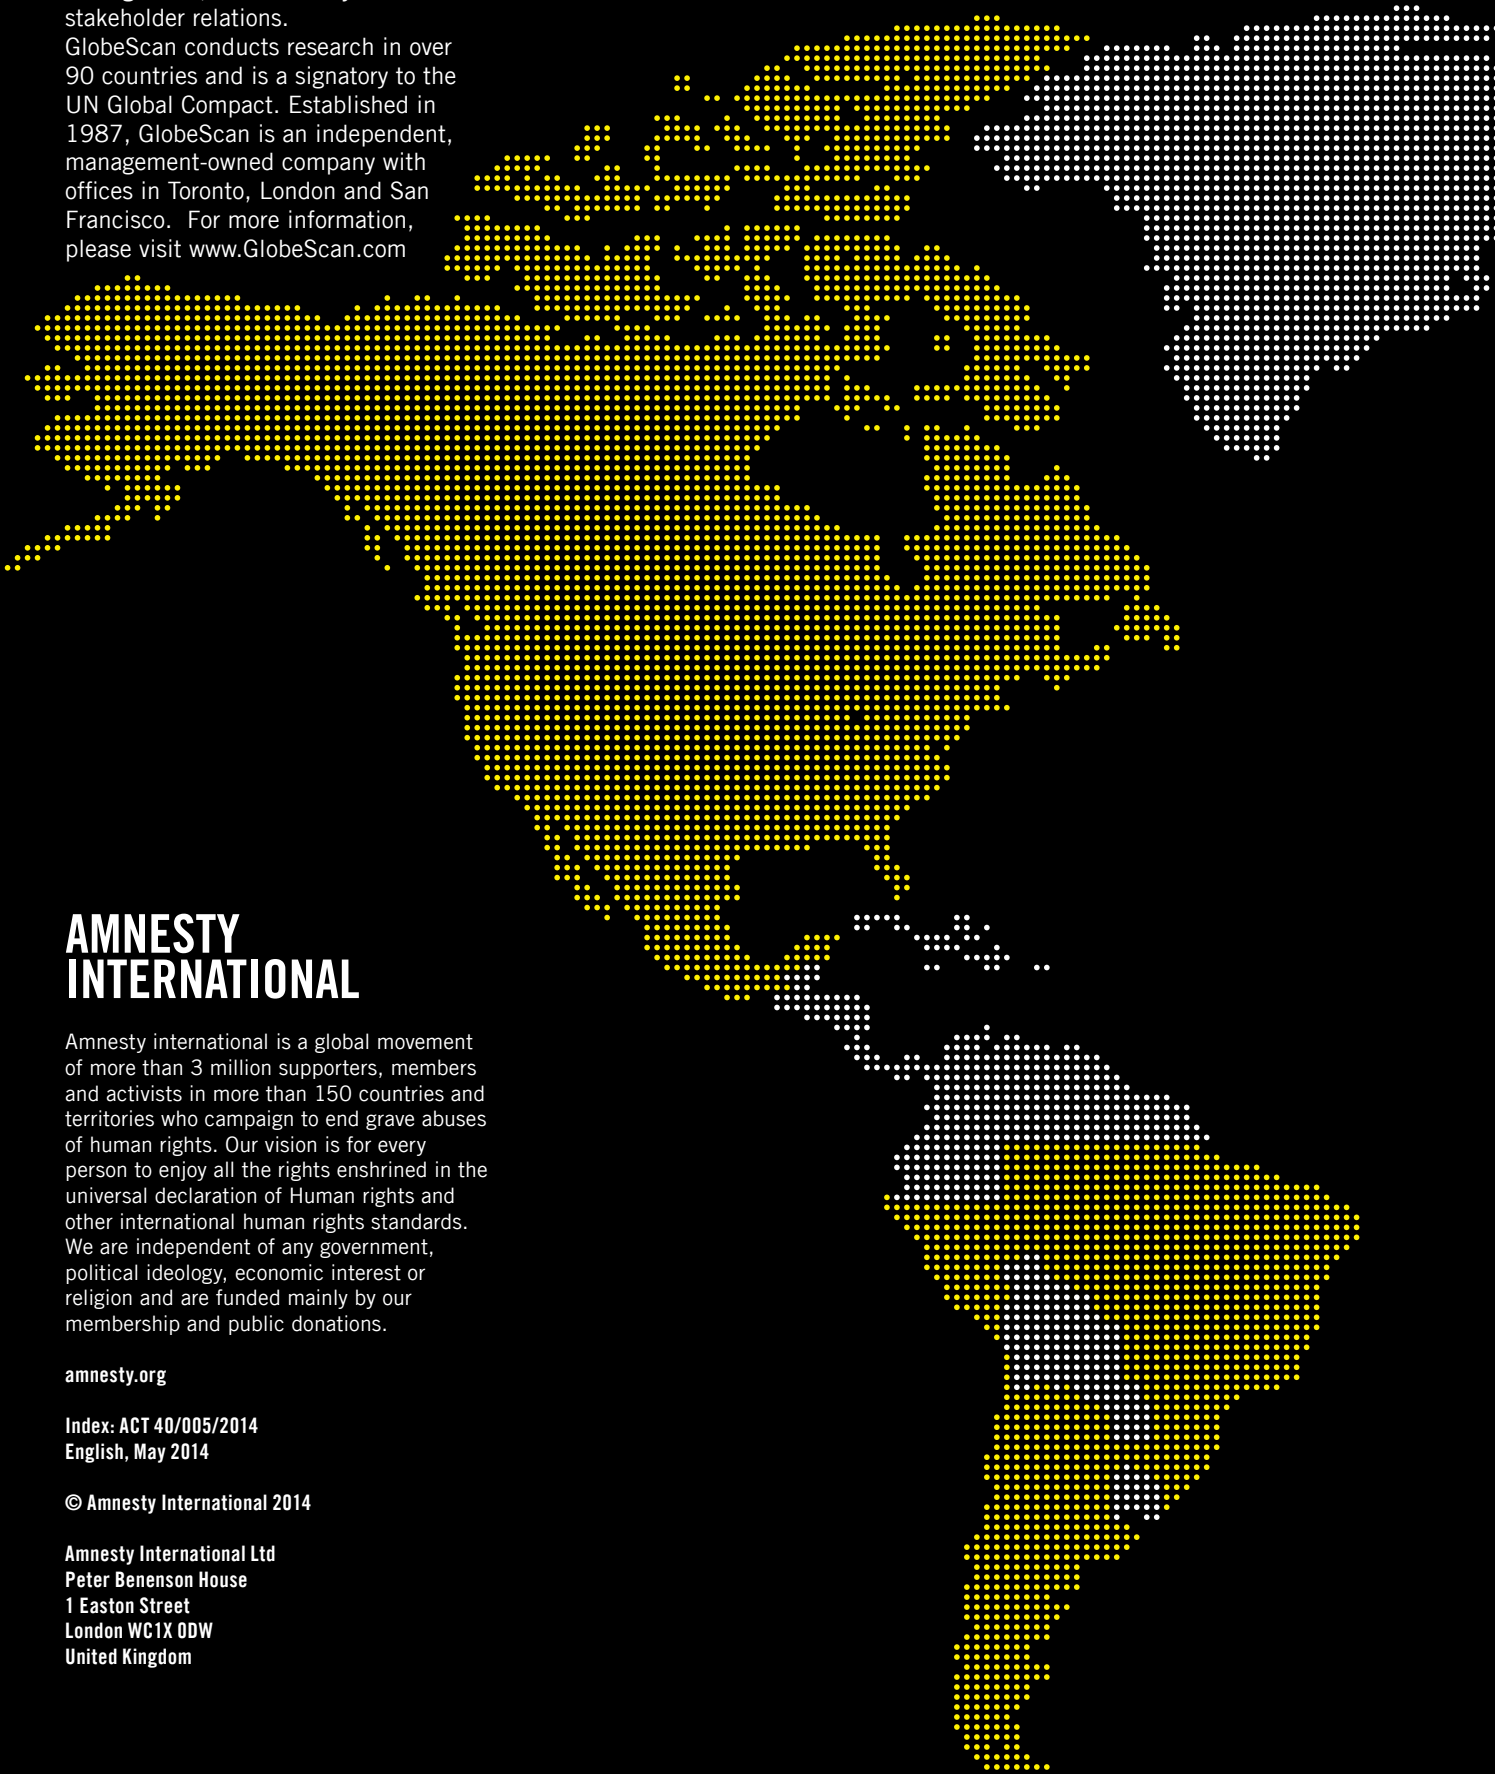 stakeholder relations.
GlobeScan conducts research in over
90 countries and is a signatory to the
UN Global Compact. Established in
1987, GlobeScan is an independent,
management-owned company with
offices in Toronto, London and San
Francisco.  For more information,
please visit www.GlobeScan.com
AMNESTY
INTERNATIONAL
Amnesty international is a global movement
of more than 3 million supporters, members
and activists in more than 150 countries and
territories who campaign to end grave abuses
of human rights. Our vision is for every
person to enjoy all the rights enshrined in the
universal declaration of Human rights and
other international human rights standards.
We are independent of any government,
political ideology, economic interest or
religion and are funded mainly by our
membership and public donations.
amnesty.org
Index: ACT 40/005/2014
English, May 2014
© Amnesty International 2014
Amnesty International Ltd
Peter Benenson House
1 Easton Street
London WC1X 0DW
United Kingdom